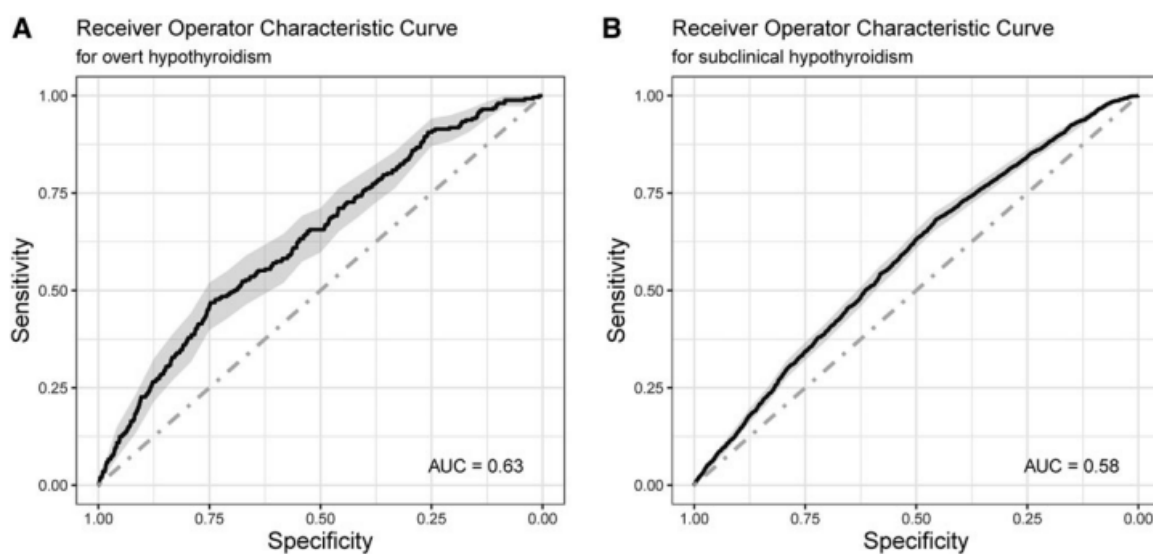 A
Receiver Operator Characteristic Curve
for overt hypothyroidism
1.00
0.75
0.50
0.25
0.00
Sensitivity
AUC = 0.63
1.00 0.75 0.50 0.25 0.00
Specificity
B
Receiver Operator Characteristic Curve
for subclinical hypothyroidism
1.00
0.75
0.50
0.25
0.00
Sensitivity
AUC = 0.58
1.00 0.75 0.50 0.25 0.00
Specificity